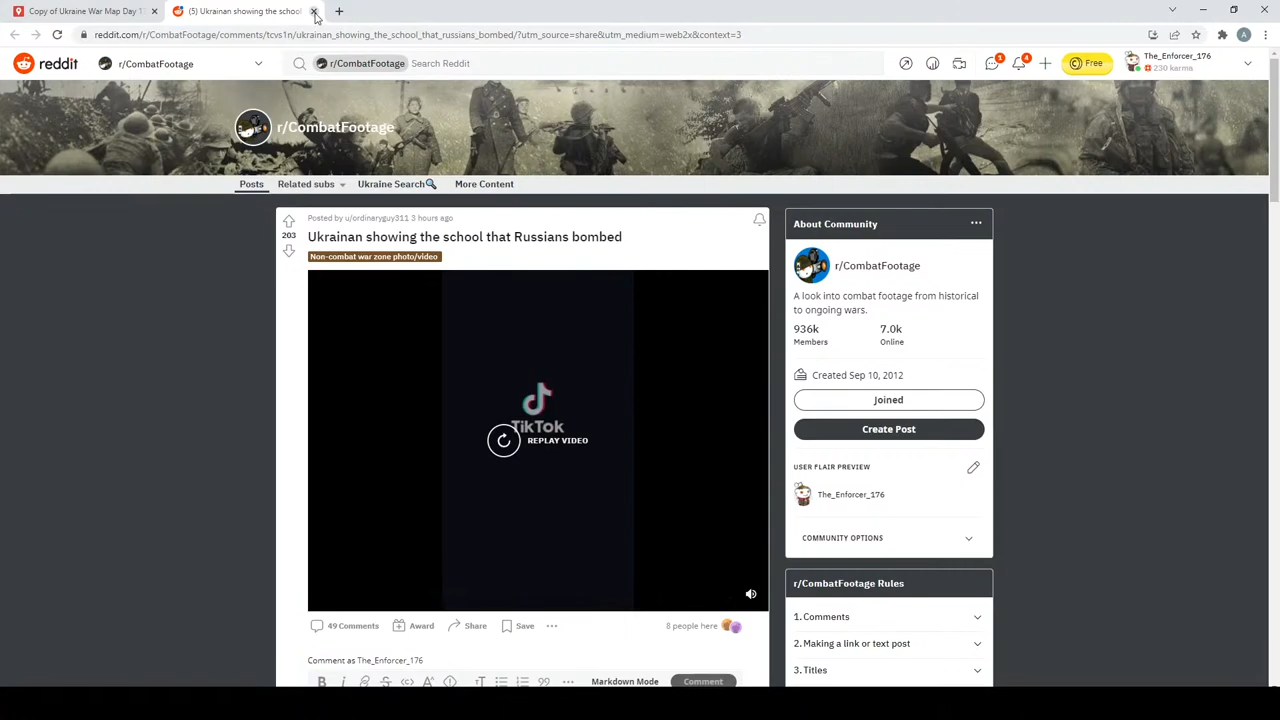 Copy of Ukraine War Map Day 1
(5) Ukrainan showing the school
reddit.com/r/CombatFootage/comments/tcvs1n/ukrainan_showing_the_school_that_russians_bombed/?utm_source=share&utm_medium=web2x&context=3
A
reddit
r/CombatFootage
r/CombatFootage
Search Reddit
1
4
Free
The_Enforcer_176
230 karma
r/CombatFootage
Posts
Related subs
Ukraine Search
More Content
203
Posted by u/ordinaryguy311 3 hours ago
Ukrainan showing the school that Russians bombed
Non-combat war zone photo/video
TikTok
REPLAY VIDEO
49 Comments
Award
Share
Save
8 people here
Comment as The_Enforcer_176
B i A T
Markdown Mode
Comment
About Community
r/CombatFootage
A look into combat footage from historical
to ongoing wars.
936k
7.0k
Members
Online
Created Sep 10, 2012
Joined
Create Post
USER FLAIR PREVIEW
The_Enforcer_176
COMMUNITY OPTIONS
r/CombatFootage Rules
1. Comments
2. Making a link or text post
3. Titles